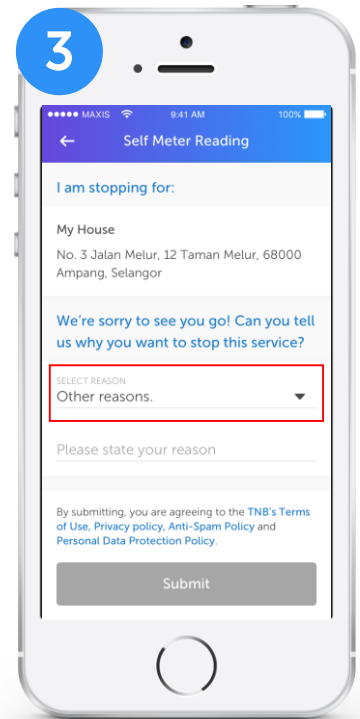 3
MAXIS 9:41 AM 100%
Self Meter Reading
I am stopping for:
My House
No. 3 Jalan Melur, 12 Taman Melur, 68000
Ampang, Selangor
We're sorry to see you go! Can you tell
us why you want to stop this service?
SELECT REASON
Other reasons.
Please state your reason
By submitting, you are agreeing to the TNB's Terms
of Use, Privacy policy, Anti-Spam Policy and
Personal Data Protection Policy.
Submit